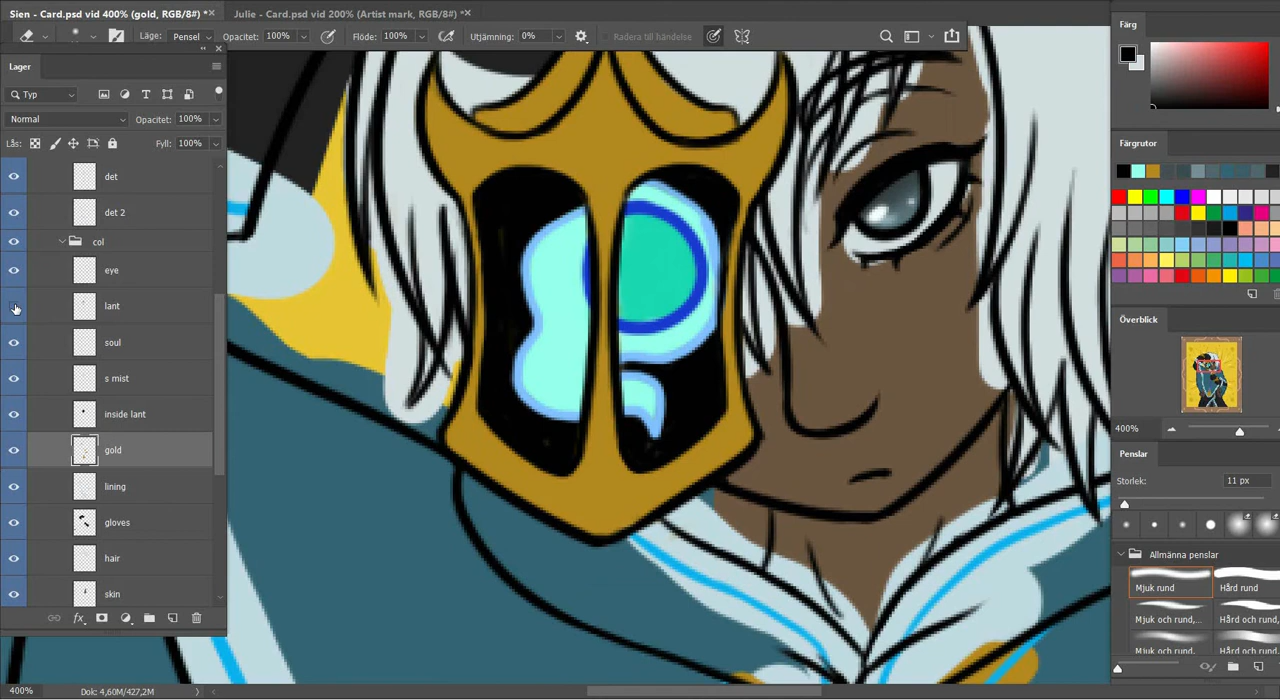 Sien - Card.psd vid 400% (gold, RGB/8#) *
Julie - Card.psd vid 200% (Artist mark, RGB/8#) *
Läge: Pensel
Opacitet: 100%
Flöde: 100%
Utjämning: 0%
Radera till händelse
Lager
Typ
Normal
Opacitet: 100%
Lås:
Fyll: 100%
det
det 2
col
eye
lant
soul
s mist
inside lant
gold
lining
gloves
hair
skin
fx
400%
Dok: 4,60M/427,2M
Färg
Färgrutor
Överblick
400%
Penslar
Storlek:
11 px
Allmänna penslar
Mjuk rund
Hård rund
Mjuk och rund,...
Hård och rund,
Mjuk och rund,...
Hård och rund,